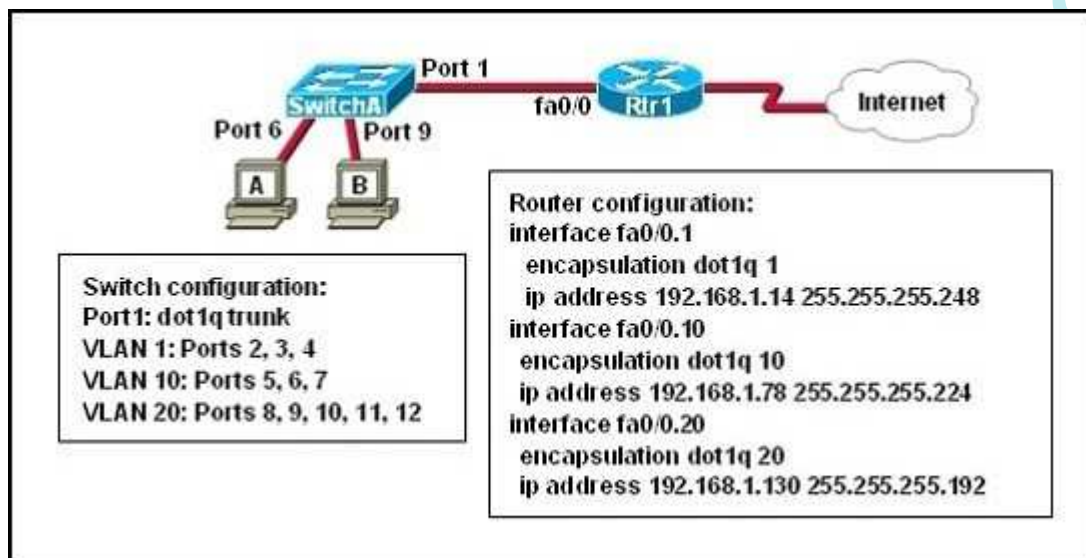 Port 1
SwitchA
fa0/0
Rtr1
Internet
Port 6
Port 9
A
B
Switch configuration:
Port1: dot1q trunk
VLAN 1: Ports 2, 3, 4
VLAN 10: Ports 5, 6, 7
VLAN 20: Ports 8, 9, 10, 11, 12
Router configuration:
interface fa0/0.1
encapsulation dot1q 1
ip address 192.168.1.14 255.255.255.248
interface fa0/0.10
encapsulation dot1q 10
ip address 192.168.1.78 255.255.255.224
interface fa0/0.20
encapsulation dot1q 20
ip address 192.168.1.130 255.255.255.192